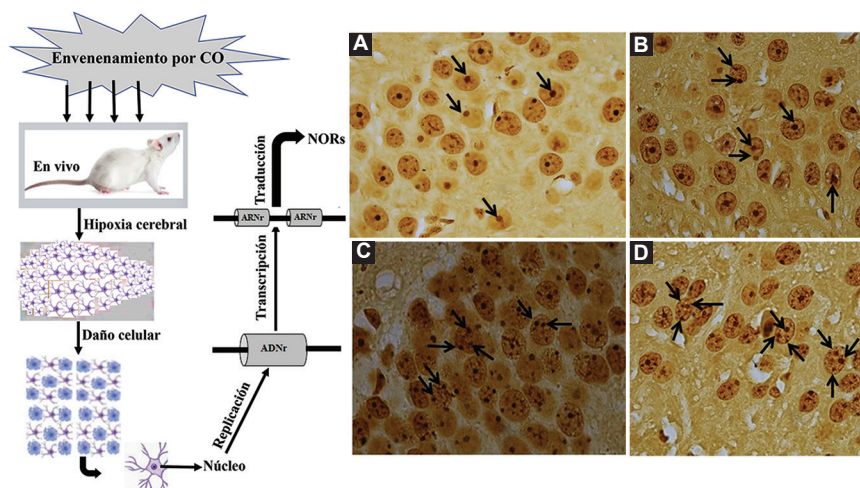 Envenenamiento por CO
En vivo
Hipoxia cerebral
Daño celular
Núcleo
Replicación
ADNr
Transcripción
ARNr
ARNr
Traducción
NORs
A
B
C
D